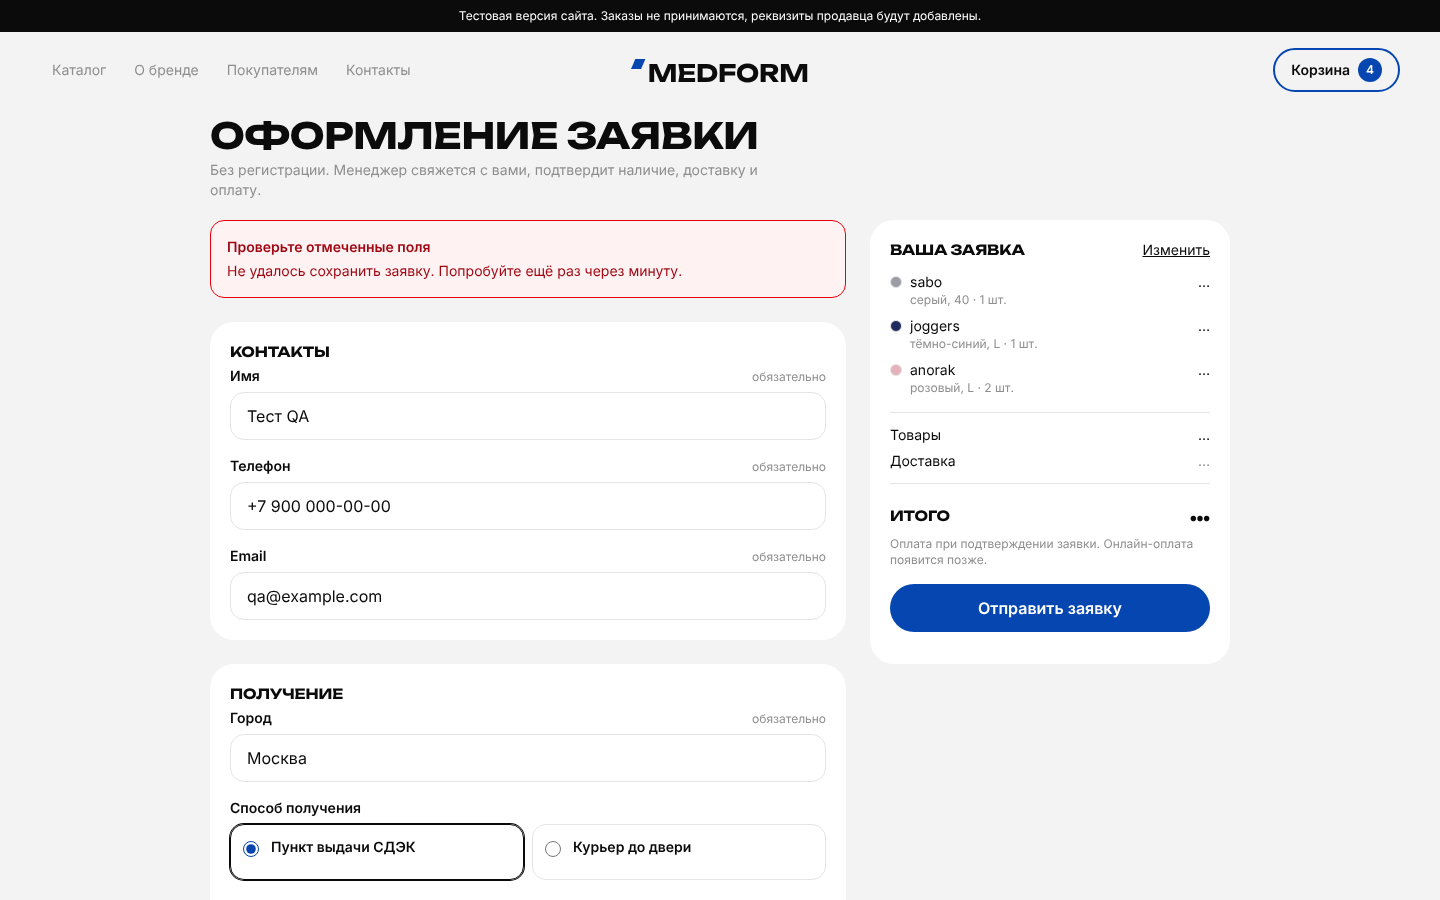 Тестовая версия сайта. Заказы не принимаются, реквизиты продавца будут добавлены.
Каталог О бренде Покупателям Контакты
MEDFORM
Корзина 4
ОФОРМЛЕНИЕ ЗАЯВКИ
Без регистрации. Менеджер свяжется с вами, подтвердит наличие, доставку и
оплату.
Проверьте отмеченные поля
Не удалось сохранить заявку. Попробуйте ещё раз через минуту.
КОНТАКТЫ
Имя обязательно
Тест QA
Телефон обязательно
+7 900 000-00-00
Email обязательно
qa@example.com
ПОЛУЧЕНИЕ
Город обязательно
Москва
Способ получения
Пункт выдачи СДЭК
Курьер до двери
ВАША ЗАЯВКА Изменить
sabo ...
серый, 40 · 1 шт.
joggers ...
тёмно-синий, L · 1 шт.
anorak ...
розовый, L · 2 шт.
Товары ...
Доставка ...
ИТОГО ...
Оплата при подтверждении заявки. Онлайн-оплата
появится позже.
Отправить заявку